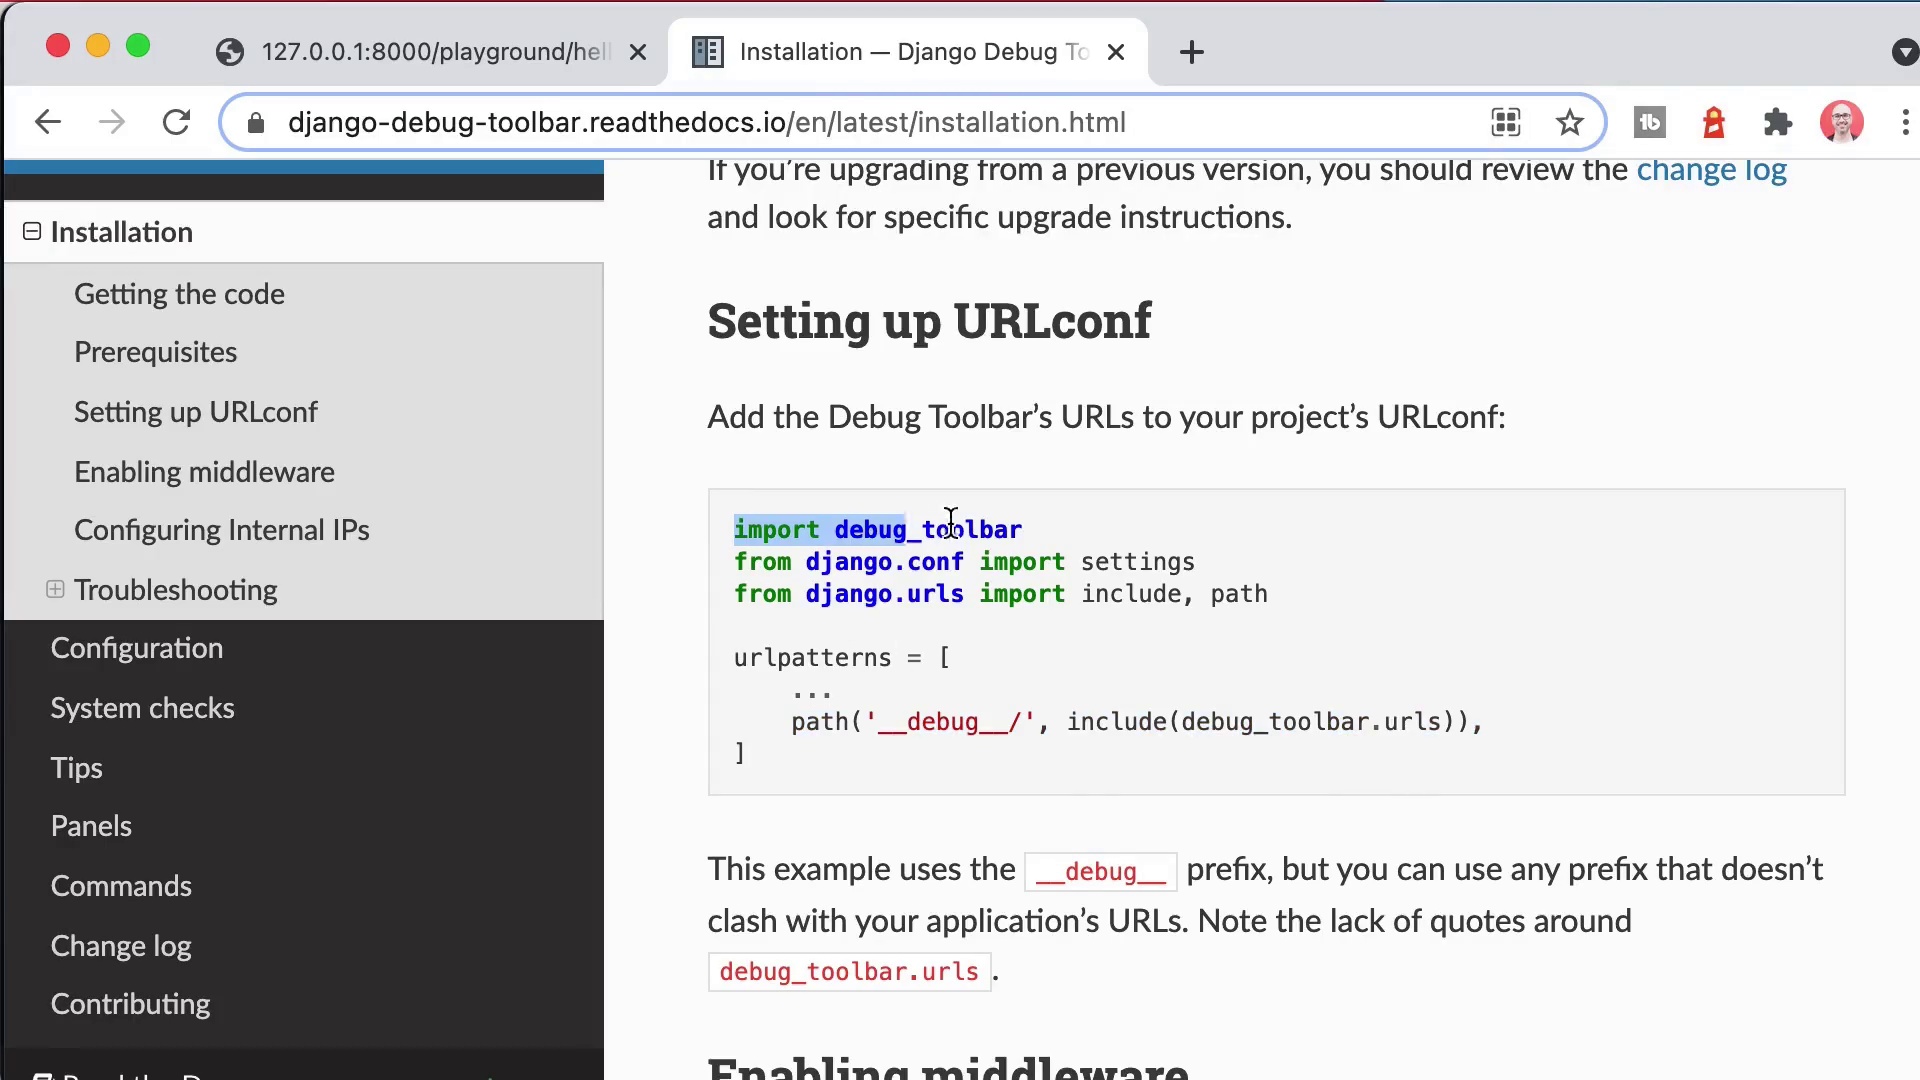 127.0.0.1:8000/playground/hell
Installation — Django Debug To
django-debug-toolbar.readthedocs.io/en/latest/installation.html
tb
Installation
Getting the code
Prerequisites
Setting up URLconf
Enabling middleware
Configuring Internal IPs
Troubleshooting
Configuration
System checks
Tips
Panels
Commands
Change log
Contributing
Read the D
If you’re upgrading from a previous version, you should review the change log
and look for specific upgrade instructions.
Setting up URLconf
Add the Debug Toolbar’s URLs to your project’s URLconf:
import debug_toolbar
from django.conf import settings
from django.urls import include, path
urlpatterns = [
...
path('__debug__/', include(debug_toolbar.urls)),
]
This example uses the __debug__ prefix, but you can use any prefix that doesn’t
clash with your application’s URLs. Note the lack of quotes around
debug_toolbar.urls.
Enabling middleware